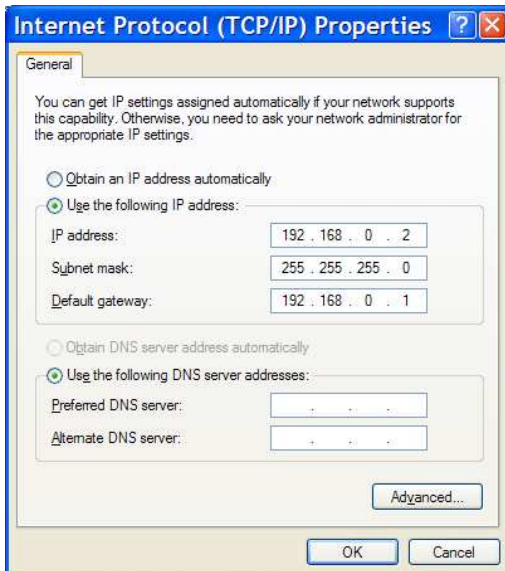 Internet Protocol (TCP/IP) Properties
General
You can get IP settings assigned automatically if your network supports
this capability. Otherwise, you need to ask your network administrator for
the appropriate IP settings.
Obtain an IP address automatically
Use the following IP address:
IP address: 192 . 168 . 0 . 2
Subnet mask: 255 . 255 . 255 . 0
Default gateway: 192 . 168 . 0 . 1
Obtain DNS server address automatically
Use the following DNS server addresses:
Preferred DNS server: . . .
Alternate DNS server: . . .
Advanced...
OK Cancel